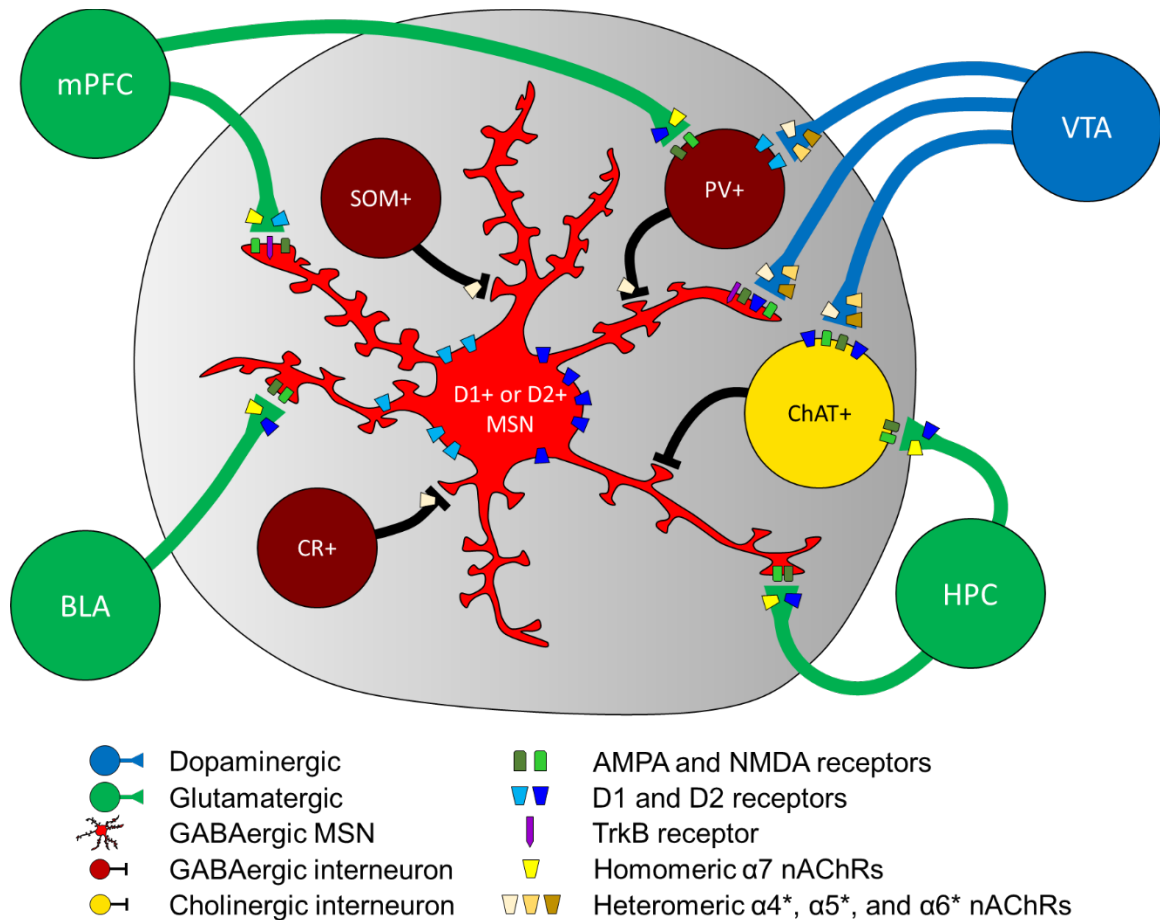 mPFC
VTA
SOM+
PV+
D1+ or D2+
MSN
ChAT+
CR+
BLA
HPC
Dopaminergic
Glutamatergic
GABAergic MSN
GABAergic interneuron
Cholinergic interneuron
AMPA and NMDA receptors
D1 and D2 receptors
TrkB receptor
Homomeric α7 nAChRs
Heteromeric α4*, α5*, and α6* nAChRs